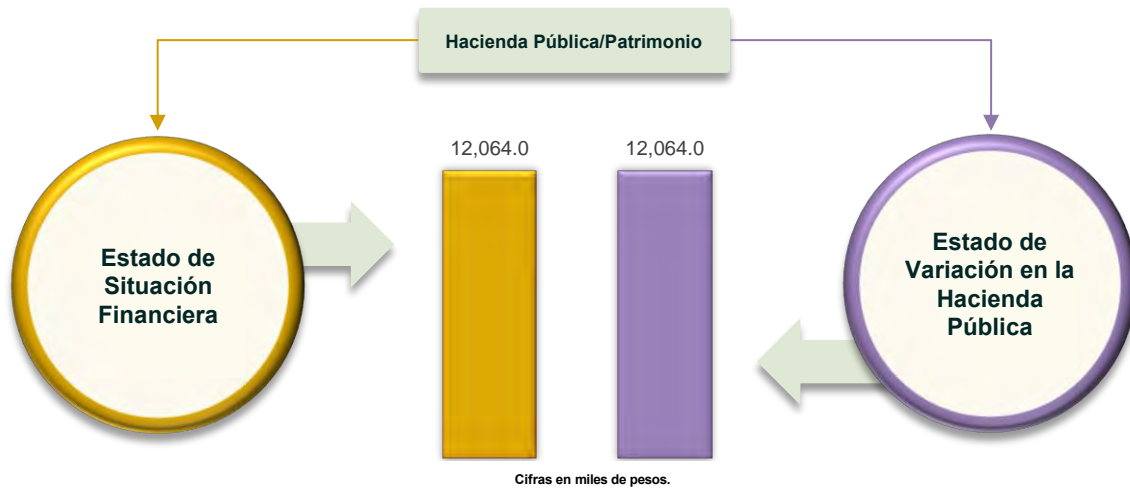 Hacienda Pública/Patrimonio
12,064.0 12,064.0
Estado de
Situación
Financiera
Estado de
Variación en la
Hacienda
Pública
Cifras en miles de pesos.